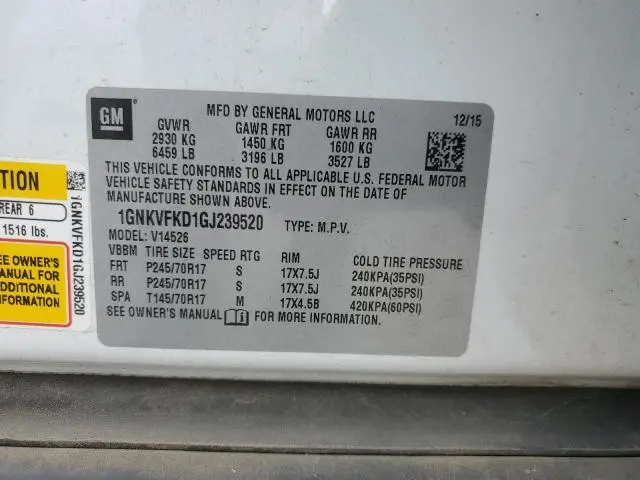 GM
MFD BY GENERAL MOTORS LLC
12/15
GVWR GAWR FRT GAWR RR
2930 KG 1450 KG 1600 KG
6459 LB 3196 LB 3527 LB
THIS VEHICLE CONFORMS TO ALL APPLICABLE U.S. FEDERAL MOTOR
VEHICLE SAFETY STANDARDS IN EFFECT ON THE DATE OF
MANUFACTURE SHOWN ABOVE.
1GNKVFKD1GJ239520 TYPE: M.P.V.
MODEL: V14526
VBBM TIRE SIZE SPEED RTG RIM COLD TIRE PRESSURE
FRT P245/70R17 S 17X7.5J 240KPA(35PSI)
RR P245/70R17 S 17X7.5J 240KPA(35PSI)
SPA T145/70R17 M 17X4.5B 420KPA(60PSI)
SEE OWNER'S MANUAL FOR MORE INFORMATION.
TION
REAR 6
1516 lbs.
EE OWNER'S
MANUAL FOR
ADDITIONAL
INFORMATION
1GNKVFKD1GJ239520